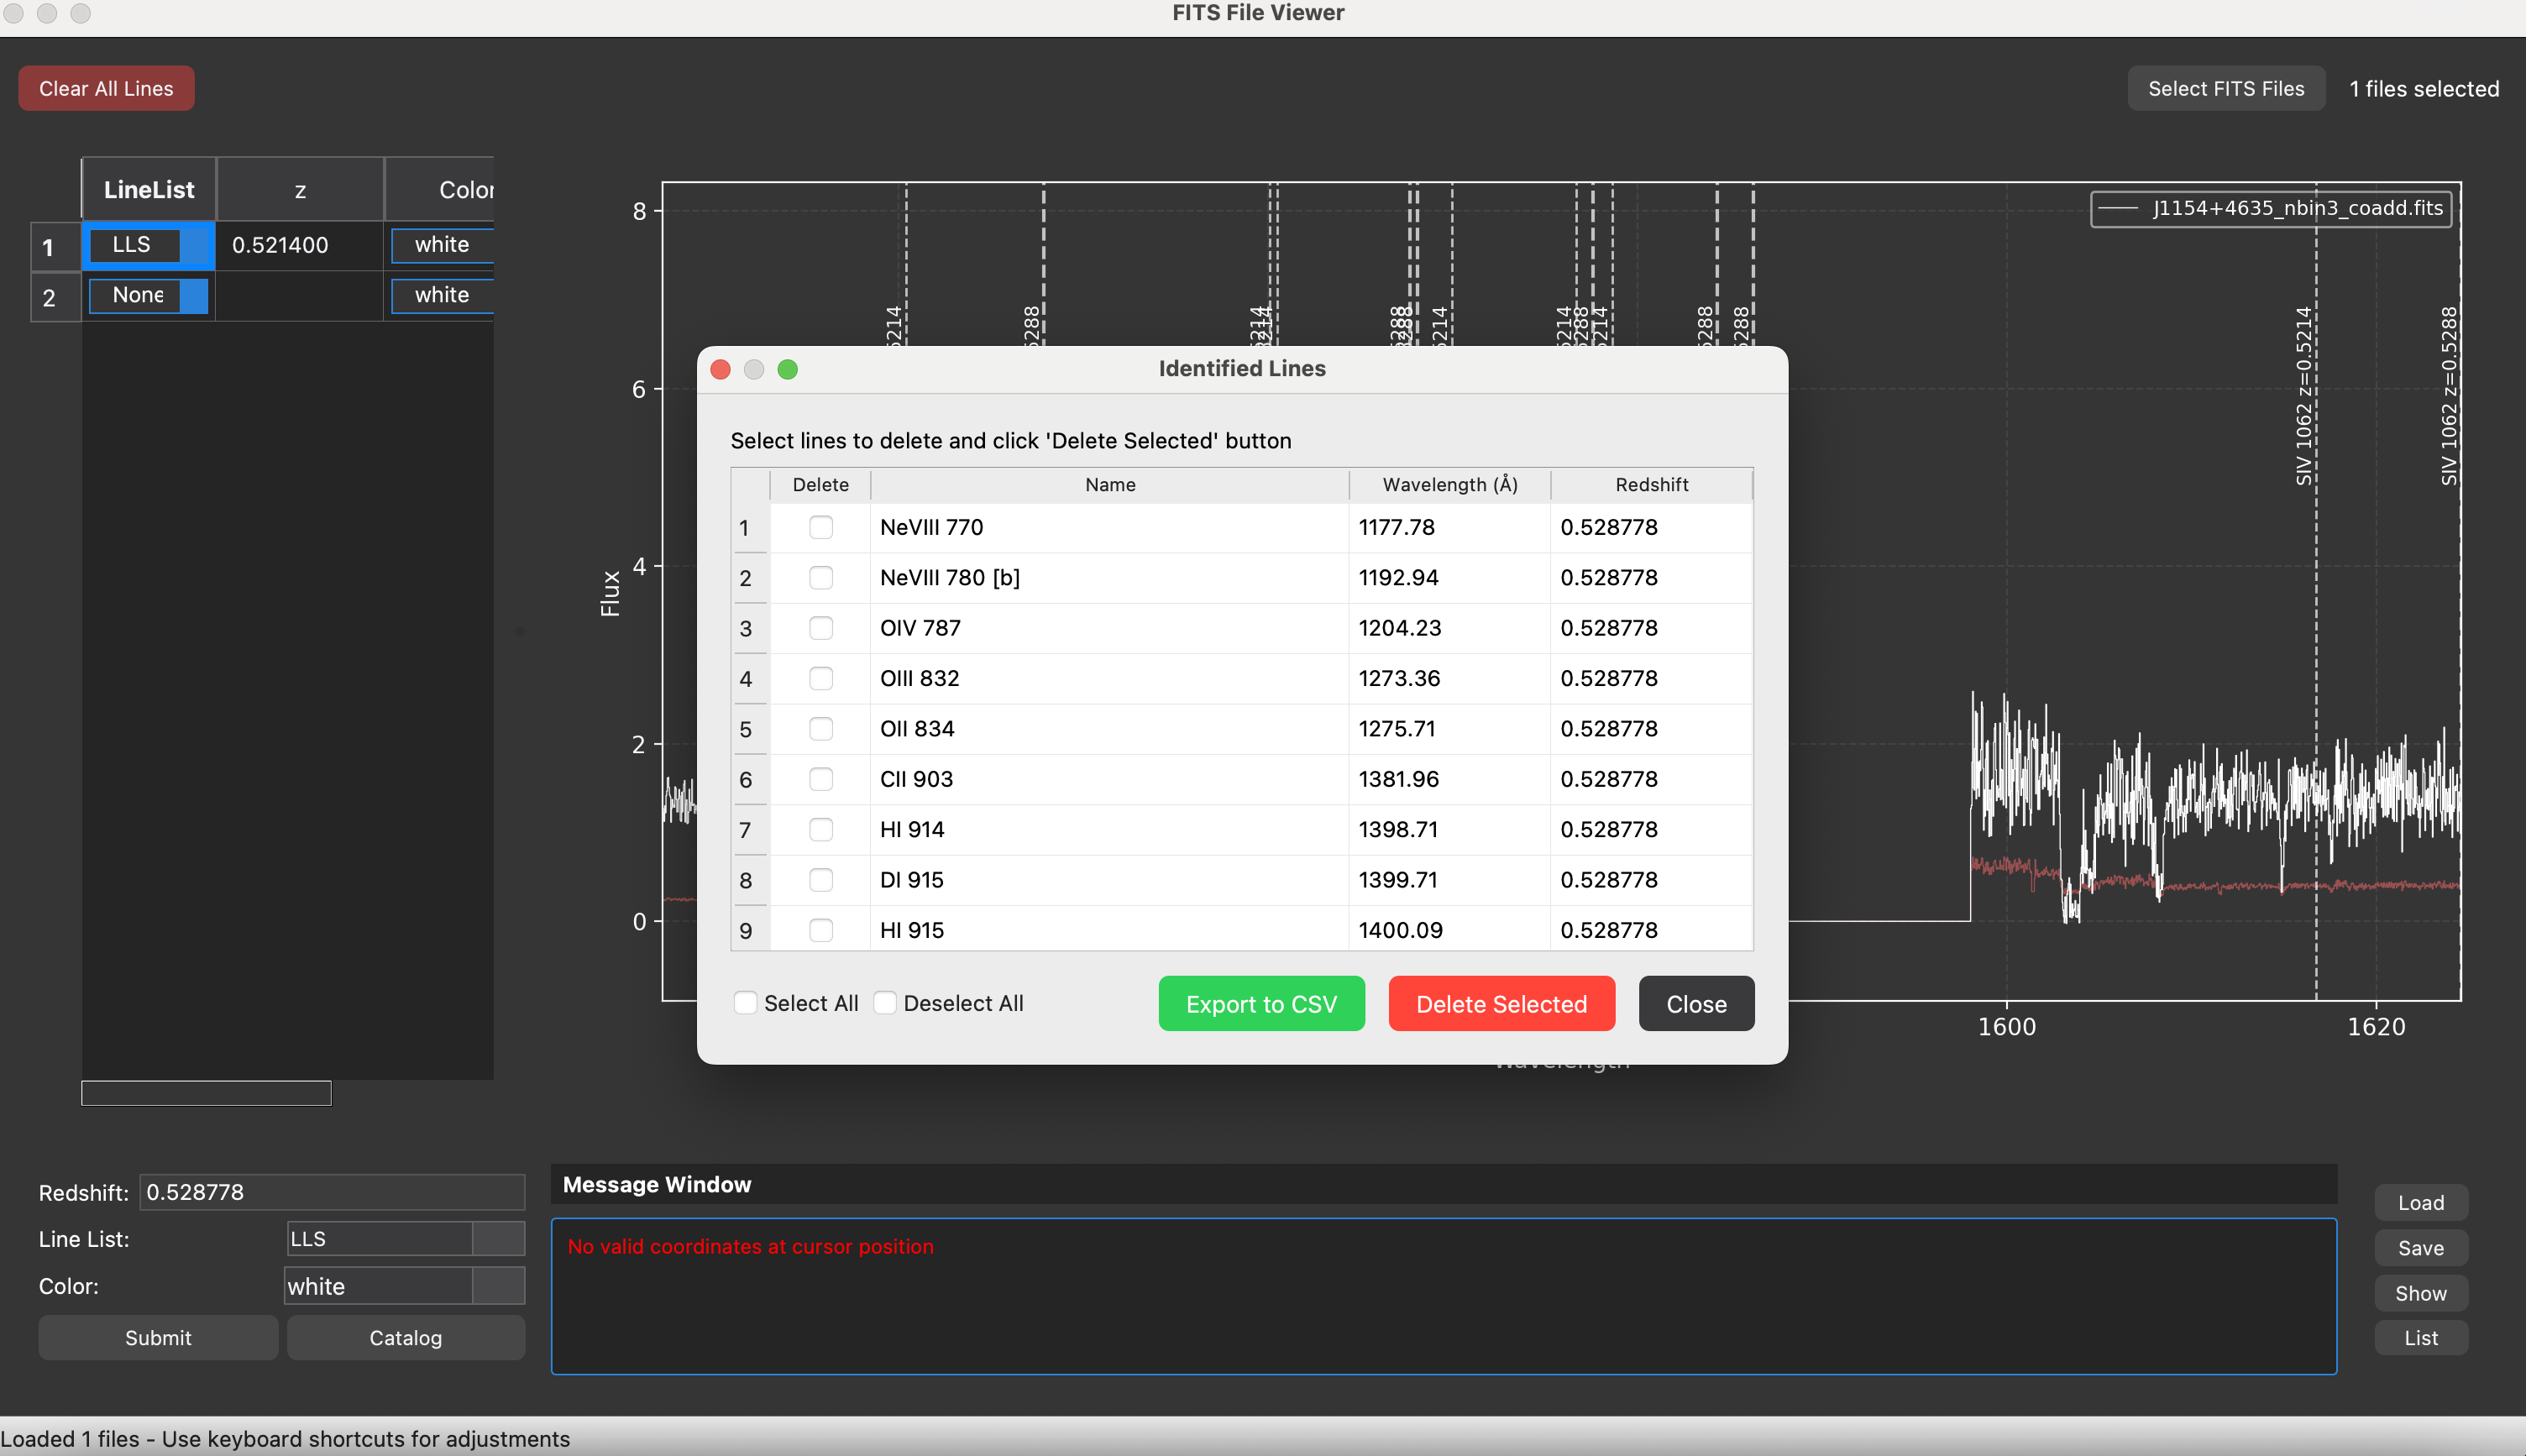 FITS File Viewer
Clear All Lines
Select FITS Files
1 files selected
LineList z Color
1 LLS 0.521400 white
2 None white
J1154+4635_nbin3_coadd.fits
8
6
4
2
0
Flux
5214
5288
5214
5214
5288
5288
5214
5214
5288
5214
5288
5288
SIV 1062 z=0.5214
SIV 1062 z=0.5288
1600
1620
Wavelength
Identified Lines
Select lines to delete and click 'Delete Selected' button
Delete Name Wavelength (Å) Redshift
1 NeVIII 770 1177.78 0.528778
2 NeVIII 780 [b] 1192.94 0.528778
3 OIV 787 1204.23 0.528778
4 OIII 832 1273.36 0.528778
5 OII 834 1275.71 0.528778
6 CII 903 1381.96 0.528778
7 HI 914 1398.71 0.528778
8 DI 915 1399.71 0.528778
9 HI 915 1400.09 0.528778
Select All
Deselect All
Export to CSV
Delete Selected
Close
Redshift: 0.528778
Line List: LLS
Color: white
Submit
Catalog
Message Window
No valid coordinates at cursor position
Load
Save
Show
List
Loaded 1 files - Use keyboard shortcuts for adjustments